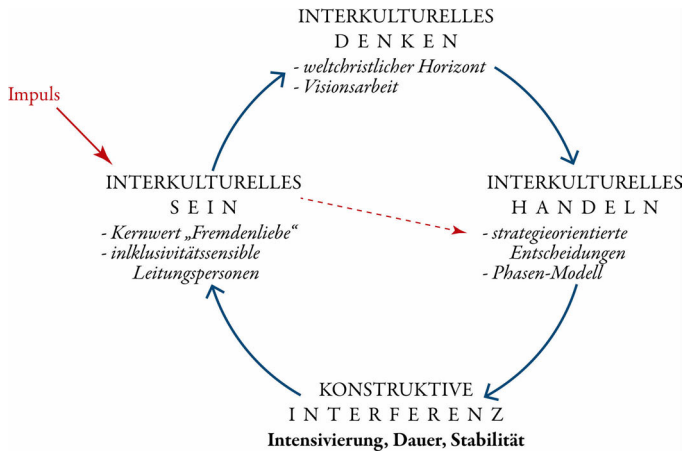 INTERKULTURELLES
DENKEN
- weltchristlicher Horizont
- Visionsarbeit
Impuls
INTERKULTURELLES
SEIN
- Kernwert „Fremdenliebe“
- inlklusivitätssensible
Leitungspersonen
INTERKULTURELLES
HANDELN
- strategieorientierte
Entscheidungen
- Phasen-Modell
KONSTRUKTIVE
INTERFERENZ
Intensivierung, Dauer, Stabilität